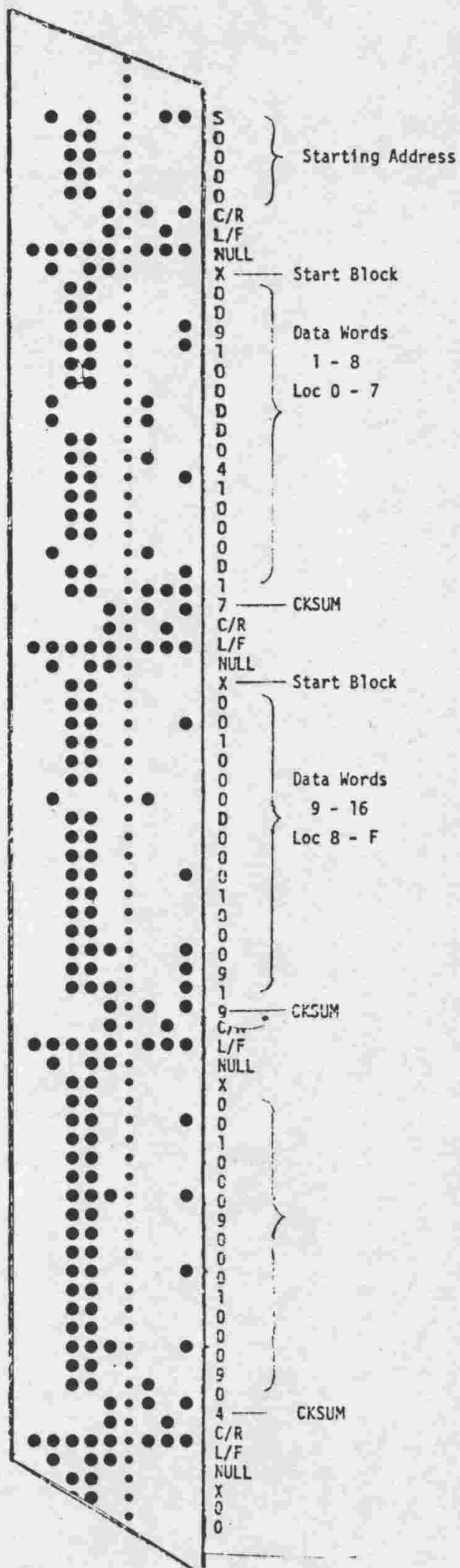 S
0
0 Starting Address
0
0
C/R
L/F
NULL
X Start Block
0
0
9 Data Words
1
0 1 - 8
0
D Loc 0 - 7
D
0
4
1
0
0
0
D
1
7 CKSUM
C/R
L/F
NULL
X Start Block
0
0
1
0
0 Data Words
0
D 9 - 16
0 Loc 8 - F
0
0
1
0
0
0
9
1
9 CKSUM
C/R
L/F
NULL
X
0
0
1
0
0
0
9
0
0
0
1
0
0
0
9
0
4 CKSUM
C/R
L/F
NULL
X
0
0